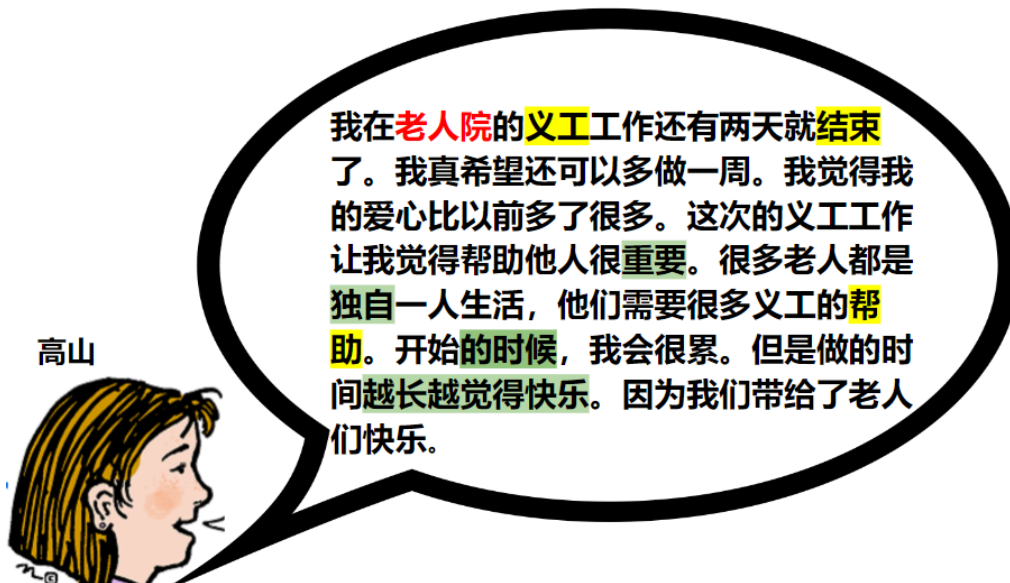 我在老人院的义工工作还有两天就结束
了。我真希望还可以多做一周。我觉得我
的爱心比以前多了很多。这次的义工工作
让我觉得帮助他人很重要。很多老人都是
独自一人生活，他们需要很多义工的帮
助。开始的时候，我会很累。但是做的时
间越长越觉得快乐。因为我们带给了老人
们快乐。
高山